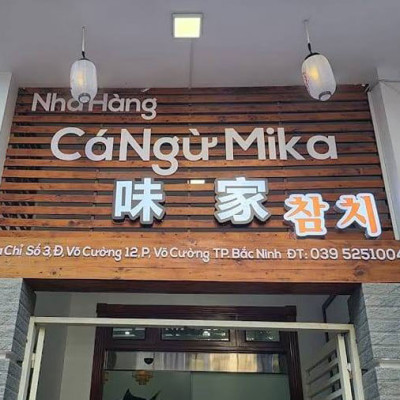 Nhà Hàng
Cá Ngừ Mika
味 家 참치
Chỉ Số 3, Đ, Võ Cường 12, P. Võ Cường TP. Bắc Ninh ĐT: 039 5251004